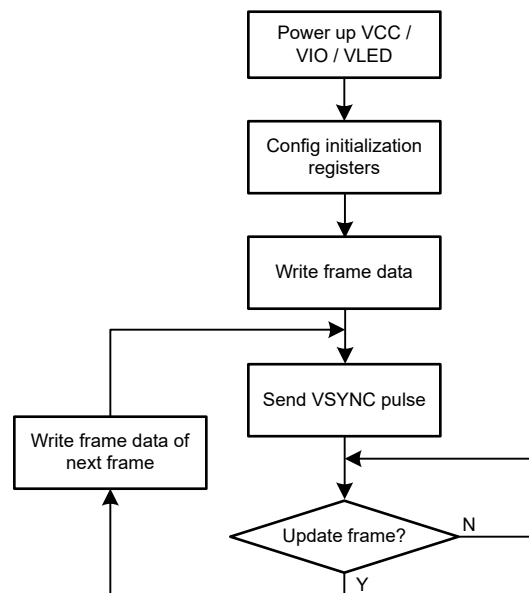 Power up VCC /
VIO / VLED
Config initialization
registers
Write frame data
Send VSYNC pulse
Write frame data of
next frame
Update frame?
N
Y